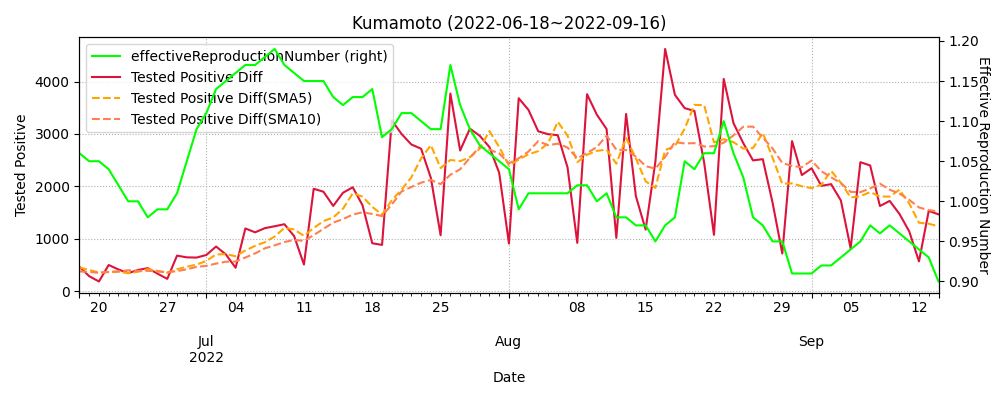 Kumamoto (2022-06-18~2022-09-16)
effectiveReproductionNumber (right)
Tested Positive Diff
Tested Positive Diff(SMA5)
Tested Positive Diff(SMA10)
Tested Positive
4000
3000
2000
1000
0
1.20
1.15
1.10
1.05
1.00
0.95
0.90
Effective Reproduction Number
20 27 04 11 18 25 08 15 22 29 05 12
Jul Aug Sep
2022
Date